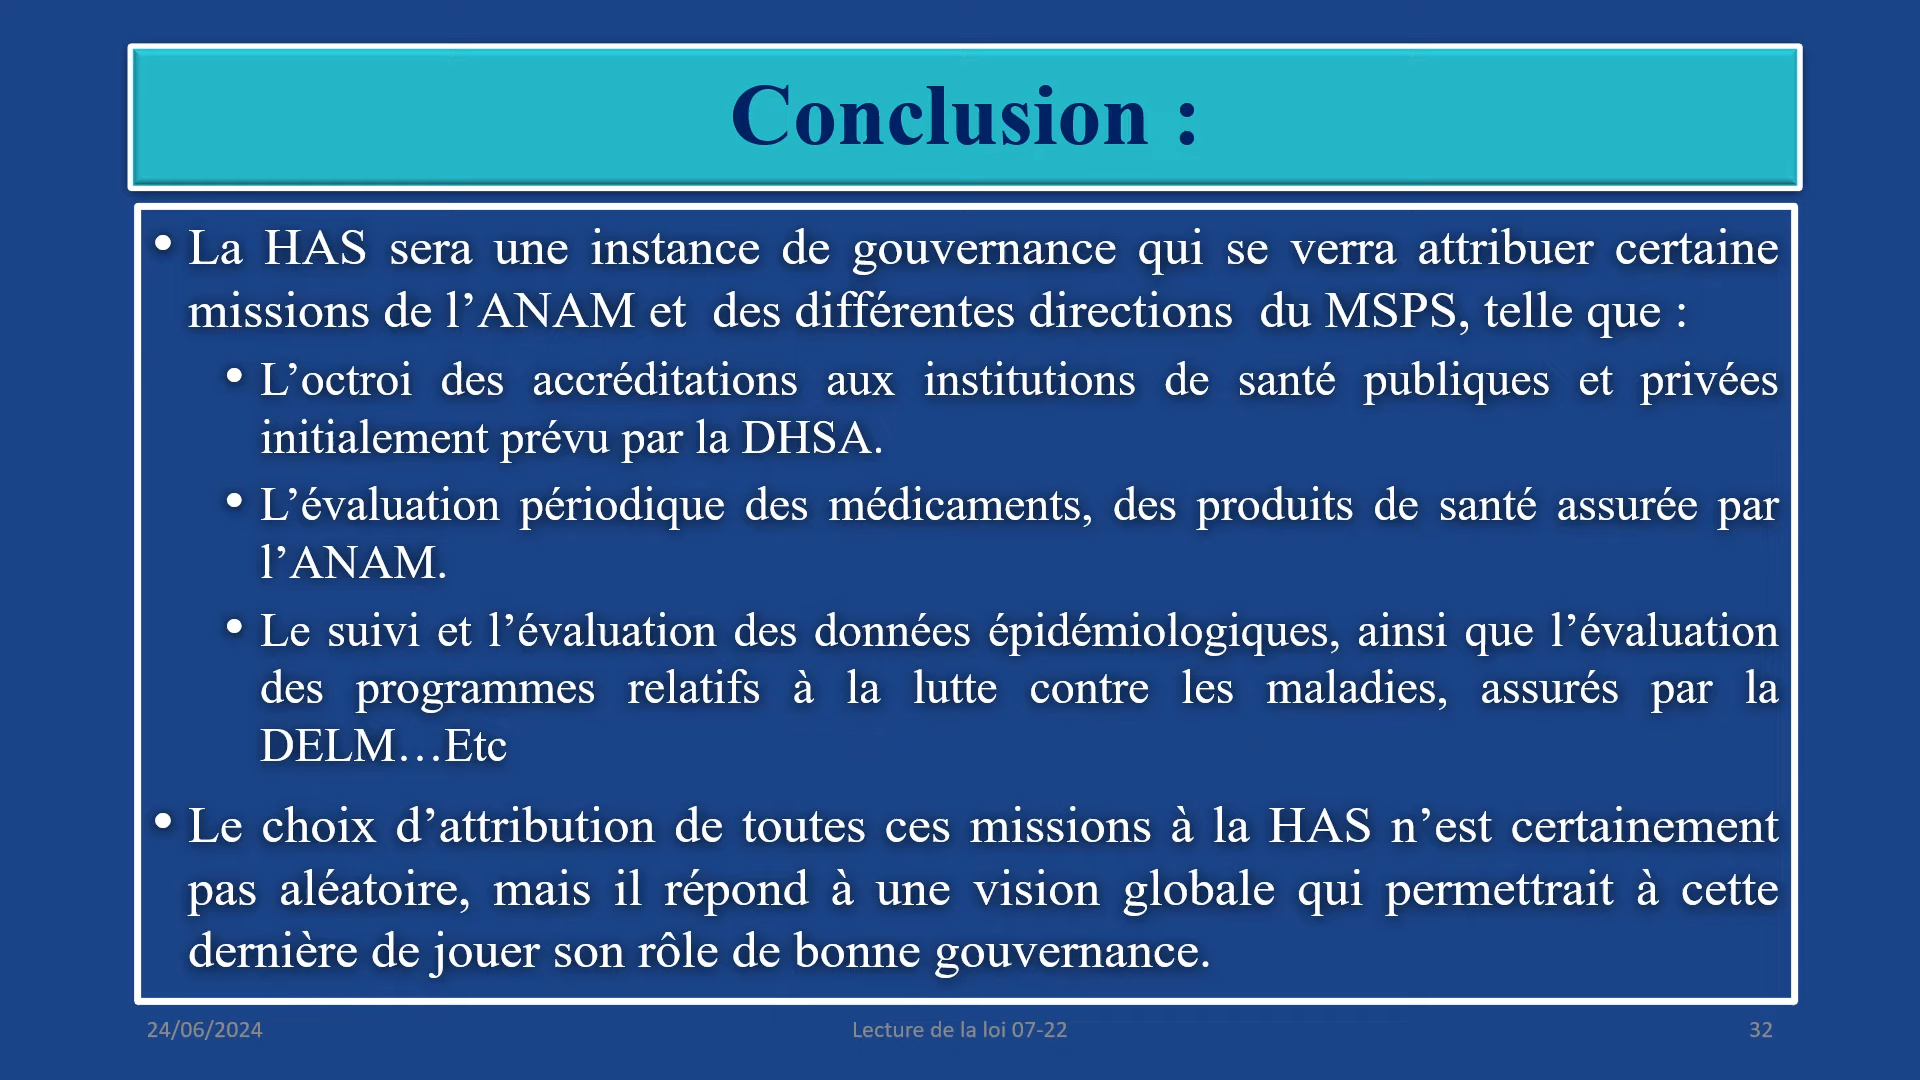 Conclusion :
• La HAS sera une instance de gouvernance qui se verra attribuer certaine
missions de l’ANAM et des différentes directions du MSPS, telle que :
• L’octroi des accréditations aux institutions de santé publiques et privées
initialement prévu par la DHSA.
• L’évaluation périodique des médicaments, des produits de santé assurée par
l’ANAM.
• Le suivi et l’évaluation des données épidémiologiques, ainsi que l’évaluation
des programmes relatifs à la lutte contre les maladies, assurés par la
DELM…Etc
• Le choix d’attribution de toutes ces missions à la HAS n’est certainement
pas aléatoire, mais il répond à une vision globale qui permettrait à cette
dernière de jouer son rôle de bonne gouvernance.
24/06/2024 Lecture de la loi 07-22 32